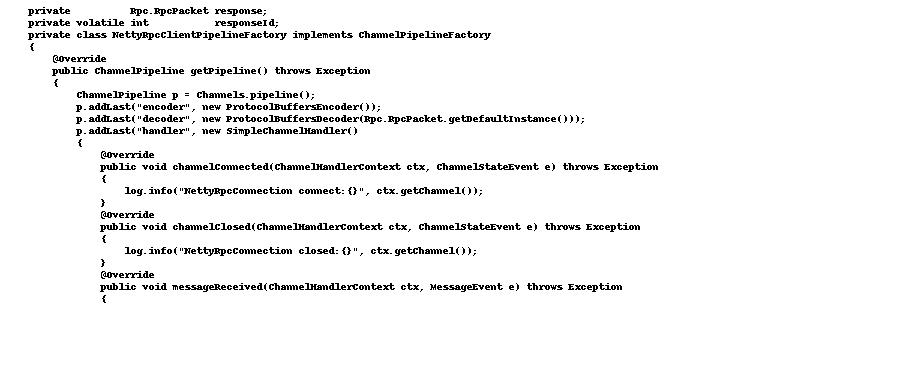 private          Rpc.RpcPacket response;
private volatile int           responseId;
private class NettyRpcClientPipelineFactory implements ChannelPipelineFactory
{
    @Override
    public ChannelPipeline getPipeline() throws Exception
    {
        ChannelPipeline p = Channels.pipeline();
        p.addLast("encoder", new ProtocolBuffersEncoder());
        p.addLast("decoder", new ProtocolBuffersDecoder(Rpc.RpcPacket.getDefaultInstance()));
        p.addLast("handler", new SimpleChannelHandler()
        {
            @Override
            public void channelConnected(ChannelHandlerContext ctx, ChannelStateEvent e) throws Exception
            {
                log.info("NettyRpcConnection connect:{}", ctx.getChannel());
            }
            @Override
            public void channelClosed(ChannelHandlerContext ctx, ChannelStateEvent e) throws Exception
            {
                log.info("NettyRpcConnection closed:{}", ctx.getChannel());
            }
            @Override
            public void messageReceived(ChannelHandlerContext ctx, MessageEvent e) throws Exception
            {